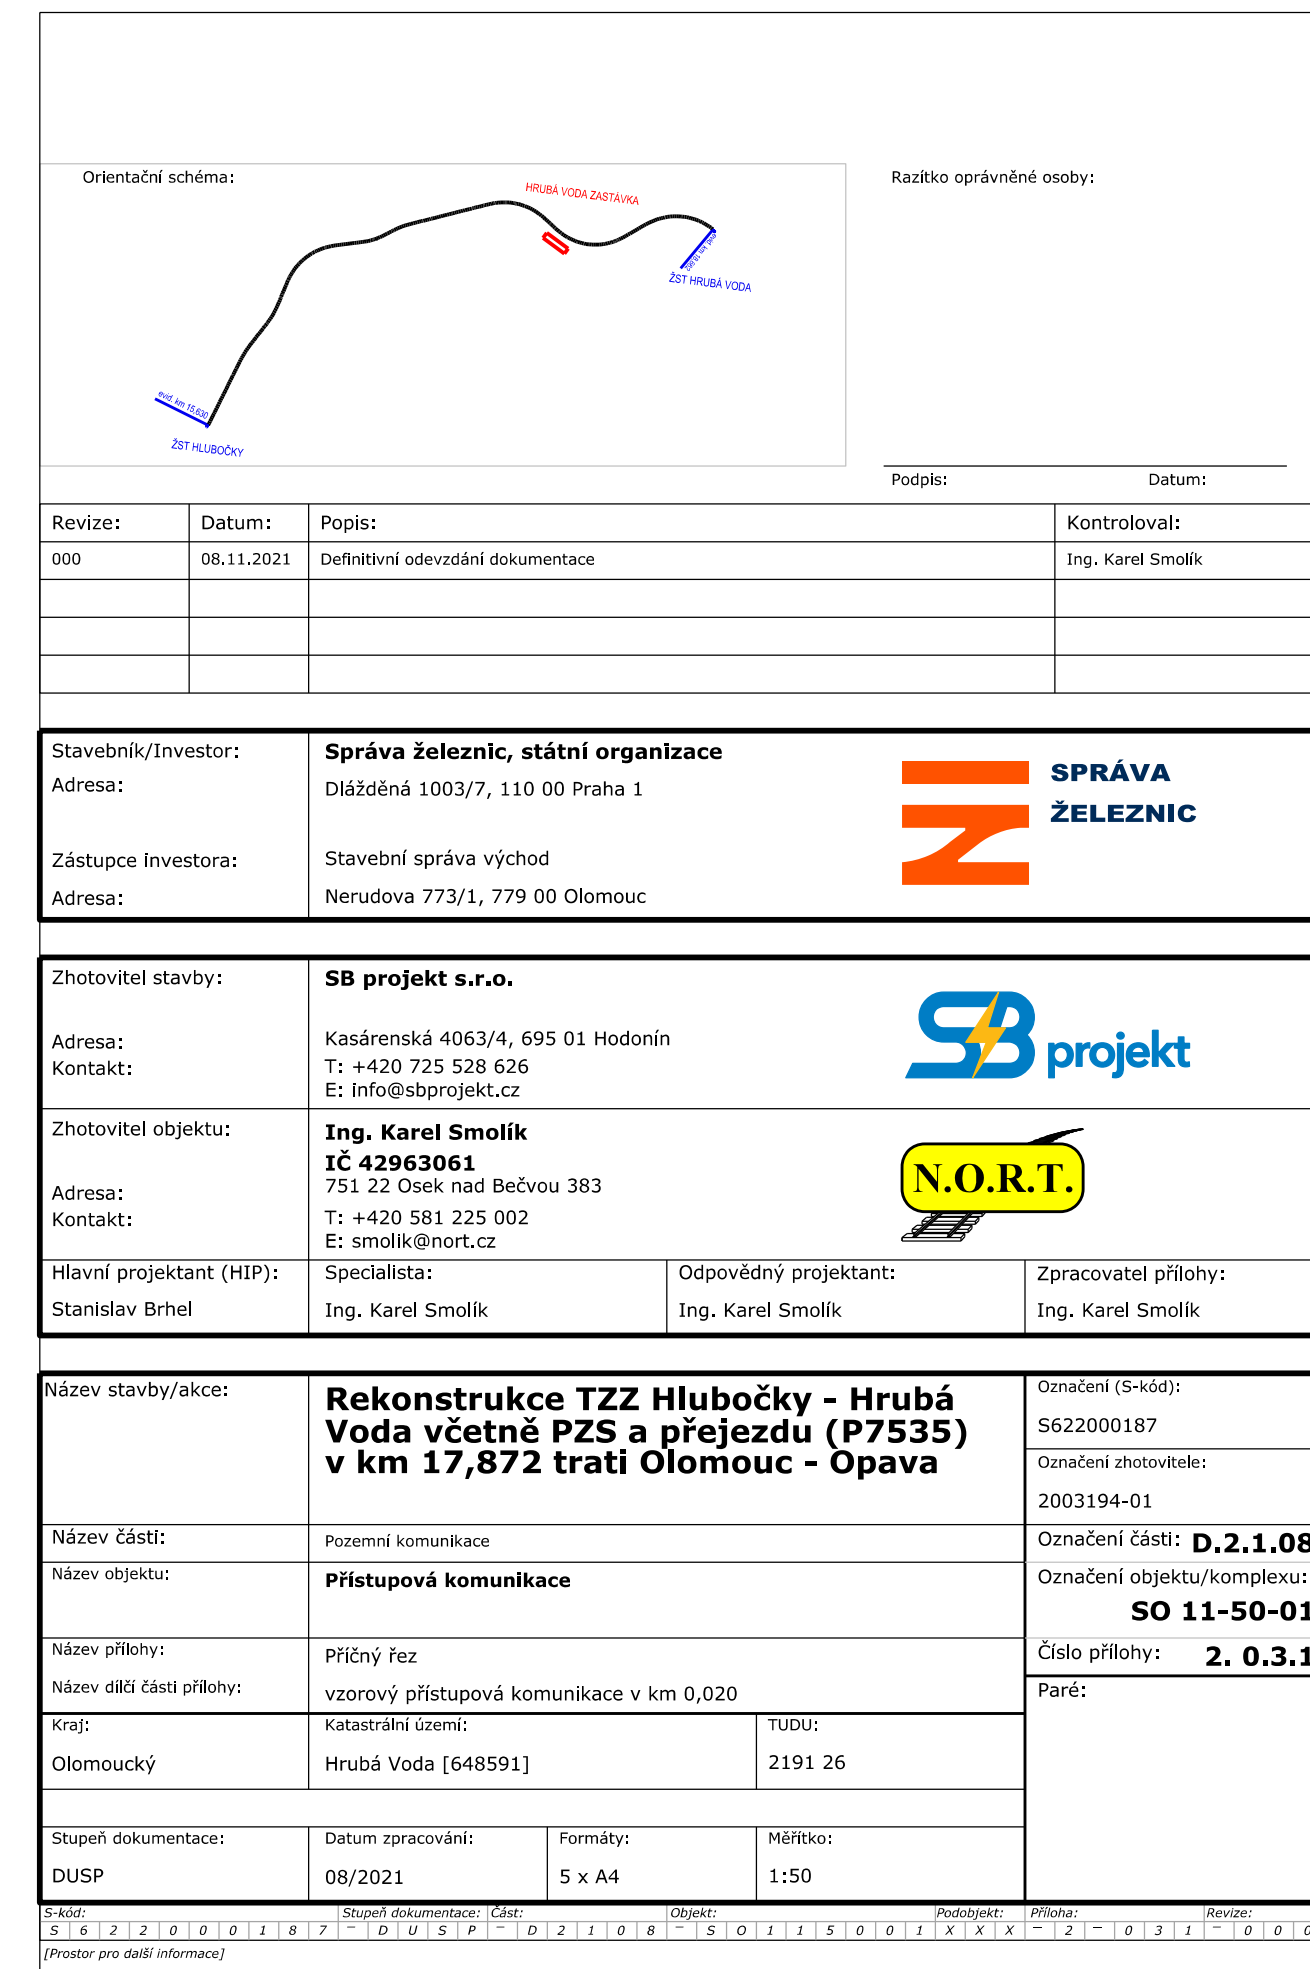 Orientační schéma:
Razítko oprávněné osoby:
HRUBÁ VODA ZASTÁVKA
evid. km 18,662
ŽST HRUBÁ VODA
evid. km 15,630
ŽST HLUBOČKY
Podpis: Datum:
Revize: Datum: Popis: Kontroloval:
000 08.11.2021 Definitivní odevzdání dokumentace Ing. Karel Smolík
Stavebník/Investor: Správa železnic, státní organizace
Adresa: Dlážděná 1003/7, 110 00 Praha 1
SPRÁVA
ŽELEZNIC
Zástupce investora: Stavební správa východ
Adresa: Nerudova 773/1, 779 00 Olomouc
Zhotovitel stavby: SB projekt s.r.o.
SB projekt
Adresa: Kasárenská 4063/4, 695 01 Hodonín
Kontakt: T: +420 725 528 626
E: info@sbprojekt.cz
Zhotovitel objektu: Ing. Karel Smolík
IČ 42963061
N.O.R.T.
Adresa: 751 22 Osek nad Bečvou 383
Kontakt: T: +420 581 225 002
E: smolik@nort.cz
Hlavní projektant (HIP): Specialista: Odpovědný projektant: Zpracovatel přílohy:
Stanislav Brhel Ing. Karel Smolík Ing. Karel Smolík Ing. Karel Smolík
Název stavby/akce: Rekonstrukce TZZ Hlubočky - Hrubá
Voda včetně PZS a přejezdu (P7535)
v km 17,872 trati Olomouc - Opava
Označení (S-kód):
S622000187
Označení zhotovitele:
2003194-01
Název části: Pozemní komunikace Označení části: D.2.1.08
Název objektu: Přístupová komunikace Označení objektu/komplexu:
SO 11-50-01
Název přílohy: Příčný řez Číslo přílohy: 2. 0.3.1
Název dílčí části přílohy: vzorový přístupová komunikace v km 0,020 Paré:
Kraj: Katastrální území: TUDU:
Olomoucký Hrubá Voda [648591] 2191 26
Stupeň dokumentace: Datum zpracování: Formáty: Měřítko:
DUSP 08/2021 5 x A4 1:50
S-kód: Stupeň dokumentace: Část: Objekt: Podobjekt: Příloha: Revize:
S 6 2 2 0 0 0 1 8 7 – D U S P – D 2 1 0 8 – S O 1 1 5 0 0 1 X X X – 2 – 0 3 1 – 0 0 0
[Prostor pro další informace]